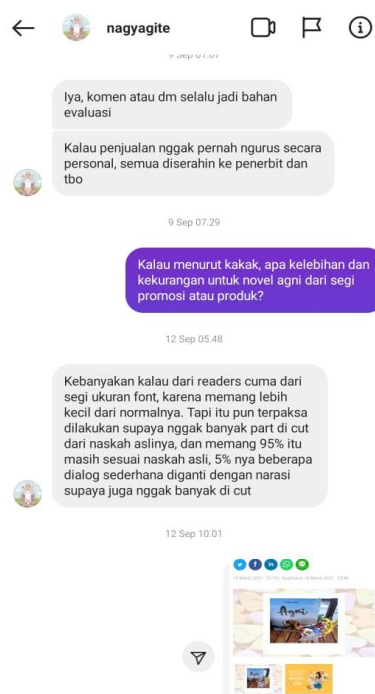 nagyagite
9 Sep 07.07
Iya, komen atau dm selalu jadi bahan
evaluasi
Kalau penjualan nggak pernah ngurus secara
personal, semua diserahin ke penerbit dan
tbo
9 Sep 07.29
Kalau menurut kakak, apa kelebihan dan
kekurangan untuk novel agni dari segi
promosi atau produk?
12 Sep 05.48
Kebanyakan kalau dari readers cuma dari
segi ukuran font, karena memang lebih
kecil dari normalnya. Tapi itu pun terpaksa
dilakukan supaya nggak banyak part di cut
dari naskah aslinya, dan memang 95% itu
masih sesuai naskah asli, 5% nya beberapa
dialog sederhana diganti dengan narasi
supaya juga nggak banyak di cut
12 Sep 10.01
Agni